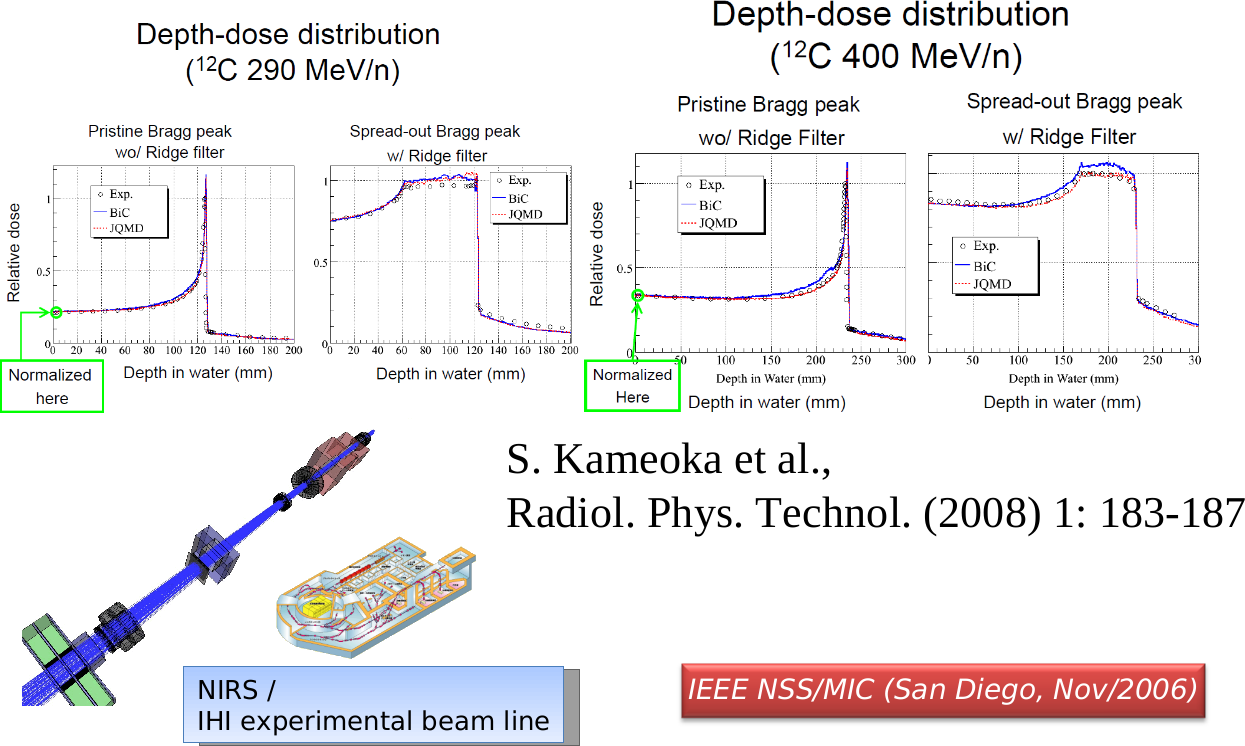 Depth-dose distribution
(¹²C 290 MeV/n)
Depth-dose distribution
(¹²C 400 MeV/n)
Pristine Bragg peak
wo/ Ridge filter
Spread-out Bragg peak
w/ Ridge filter
Pristine Bragg peak
wo/ Ridge Filter
Spread-out Bragg peak
w/ Ridge Filter
Relative dose
1
0.5
0
Exp.
BiC
JQMD
0 20 40 60 80 100 120 140 160 180 200
1
0.5
0
Exp.
BiC
JQMD
0 20 40 60 80 100 120 140 160 180 200
Relative dose
1
0.5
0
Exp.
BiC
JQMD
0 50 100 150 200 250 300
Exp.
BiC
JQMD
0 50 100 150 200 250 30
Normalized
here
Depth in water (mm)
Depth in water (mm)
Normalized
Here
Depth in Water (mm)
Depth in water (mm)
Depth in Water (mm)
Depth in water (mm)
S. Kameoka et al.,
Radiol. Phys. Technol. (2008) 1: 183-187
NIRS /
IHI experimental beam line
IEEE NSS/MIC (San Diego, Nov/2006)